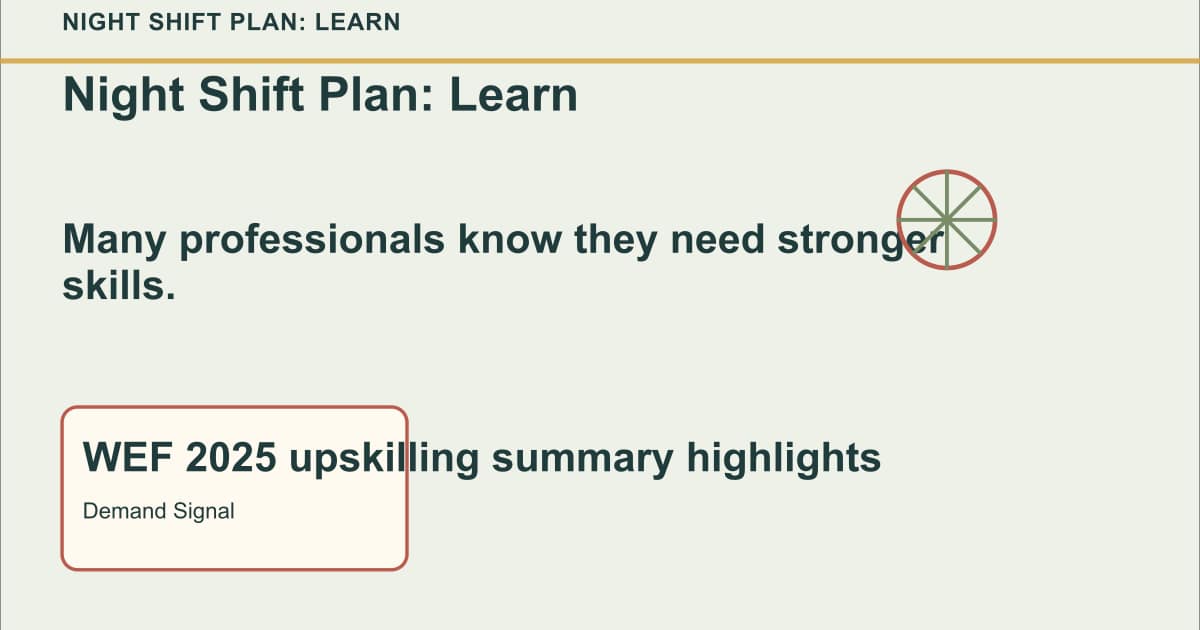 NIGHT SHIFT PLAN: LEARN
Night Shift Plan: Learn
Many professionals know they need stronger
skills.
WEF 2025 upskilling summary highlights
Demand Signal